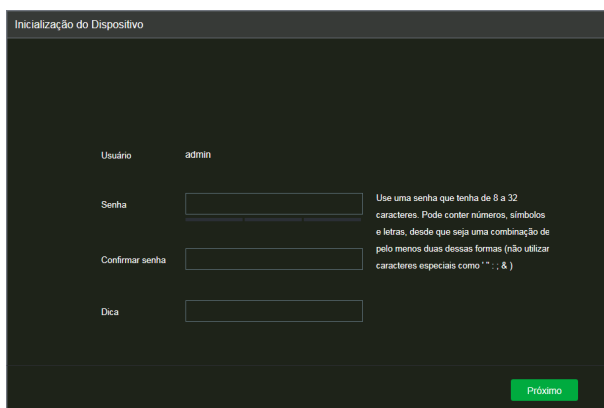 Inicialização do Dispositivo
Usuário admin
Senha
Use uma senha que tenha de 8 a 32
caracteres. Pode conter números, símbolos
e letras, desde que seja uma combinação de
pelo menos duas dessas formas (não utilizar
caracteres especiais como ' " : ; & )
Confirmar senha
Dica
Próximo